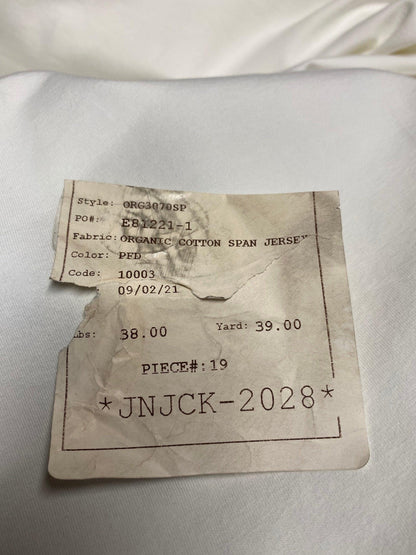 Style: ORG3070SP
PO#: E81221-1
Fabric: ORGANIC COTTON SPAN JERSEY
Color: PFD
Code: 10003
09/02/21
bs: 38.00 Yard: 39.00
PIECE#:19
*JNJCK-2028*